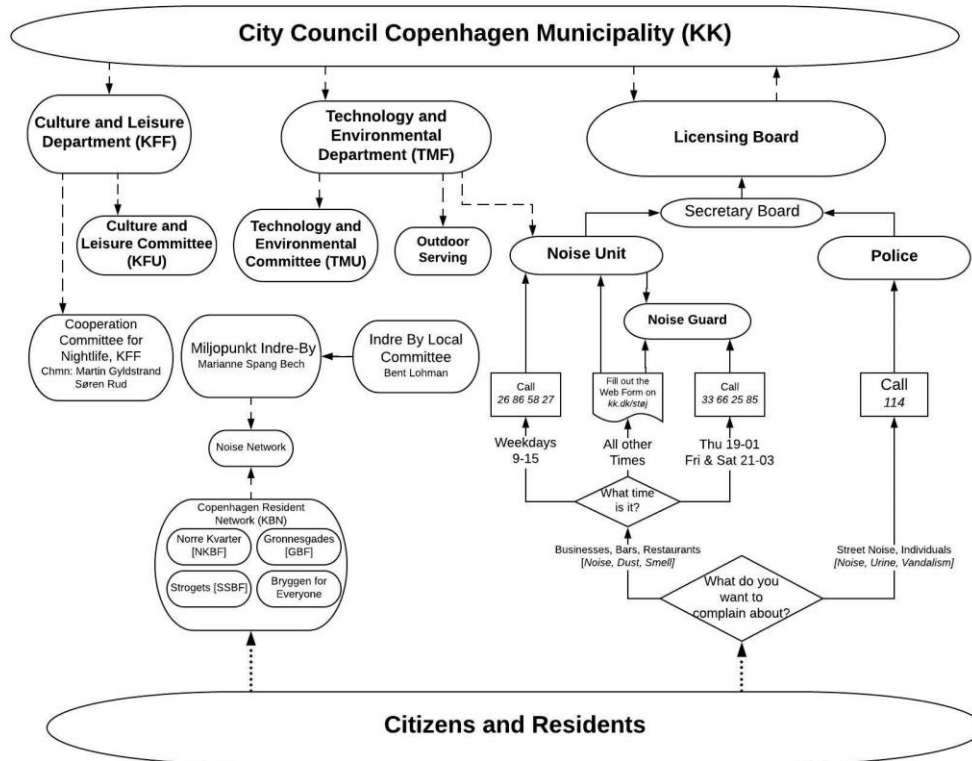 City Council Copenhagen Municipality (KK)
Culture and Leisure
Department (KFF)
Technology and
Environmental
Department (TMF)
Licensing Board
Secretary Board
Culture and
Leisure Committee
(KFU)
Technology and
Environmental
Committee (TMU)
Outdoor
Serving
Noise Unit
Police
Noise Guard
Cooperation
Committee for
Nightlife, KFF
Chmn: Martin Gyldstrand
Søren Rud
Miljopunkt Indre-By
Marianne Spang Bech
Indre By Local
Committee
Bent Lohman
Call
26 86 58 27
Fill out the
Web Form on
kk.dk/støj
Call
33 66 25 85
Call
114
Weekdays
9-15
All other
Times
Thu 19-01
Fri & Sat 21-03
Noise Network
What time
is it?
Copenhagen Resident
Network (KBN)
Norre Kvarter
[NKBF]
Gronnesgades
[GBF]
Strogets [SSBF]
Bryggen for
Everyone
Businesses, Bars, Restaurants
[Noise, Dust, Smell]
Street Noise, Individuals
[Noise, Urine, Vandalism]
What do you
want to
complain about?
Citizens and Residents